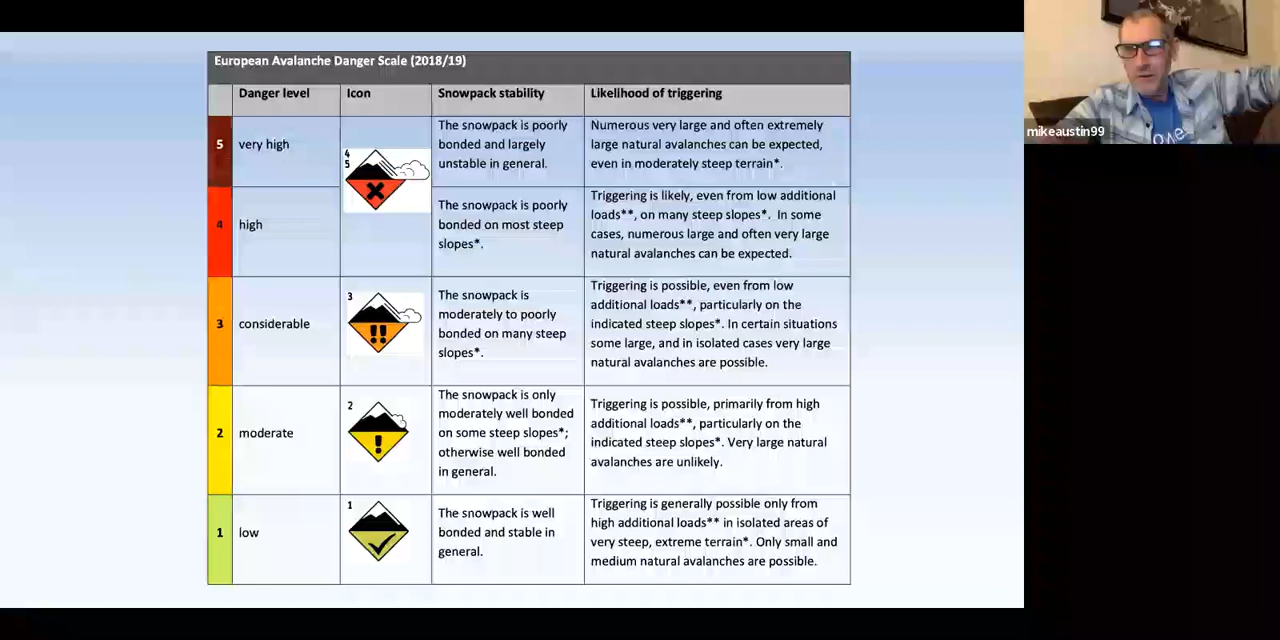 European Avalanche Danger Scale (2018/19)
Danger level
Icon
Snowpack stability
Likelihood of triggering
5
very high
4
5
The snowpack is poorly
bonded and largely
unstable in general.
Numerous very large and often extremely
large natural avalanches can be expected,
even in moderately steep terrain*.
4
high
The snowpack is poorly
bonded on most steep
slopes*.
Triggering is likely, even from low additional
loads**, on many steep slopes*. In some
cases, numerous large and often very large
natural avalanches can be expected.
3
considerable
3
!!
The snowpack is
moderately to poorly
bonded on many steep
slopes*.
Triggering is possible, even from low
additional loads**, particularly on the
indicated steep slopes*. In certain situations
some large, and in isolated cases very large
natural avalanches are possible.
2
moderate
2
!
The snowpack is only
moderately well bonded
on some steep slopes*;
otherwise well bonded
in general.
Triggering is possible, primarily from high
additional loads**, particularly on the
indicated steep slopes*. Very large natural
avalanches are unlikely.
1
low
1
The snowpack is well
bonded and stable in
general.
Triggering is generally possible only from
high additional loads** in isolated areas of
very steep, extreme terrain*. Only small and
medium natural avalanches are possible.
mikeaustin99